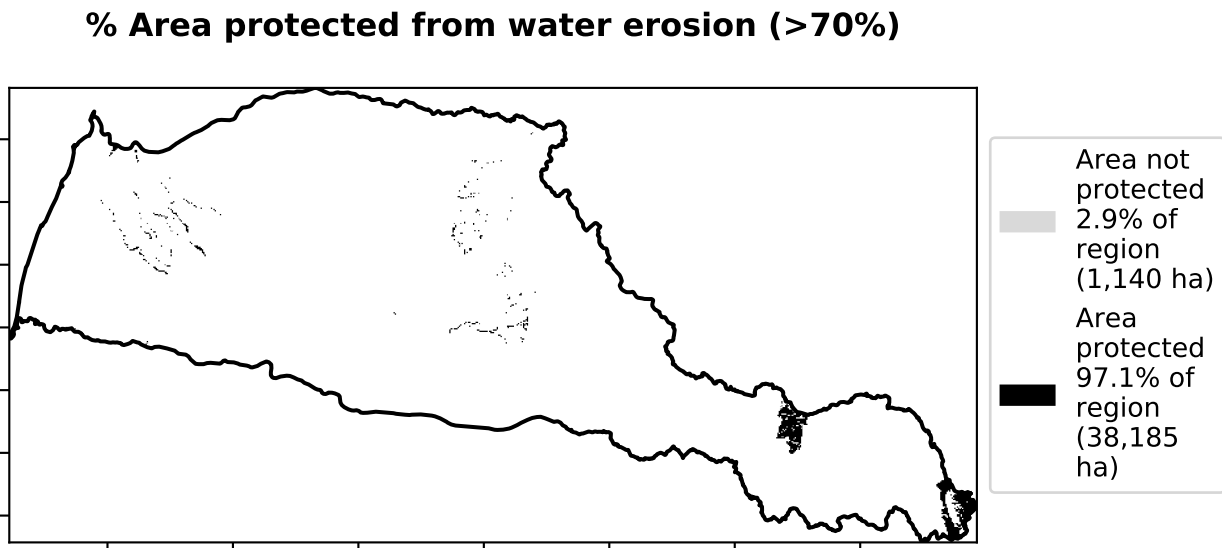 % Area protected from water erosion (>70%)
Area not
protected
2.9% of
region
(1,140 ha)
Area
protected
97.1% of
region
(38,185
ha)